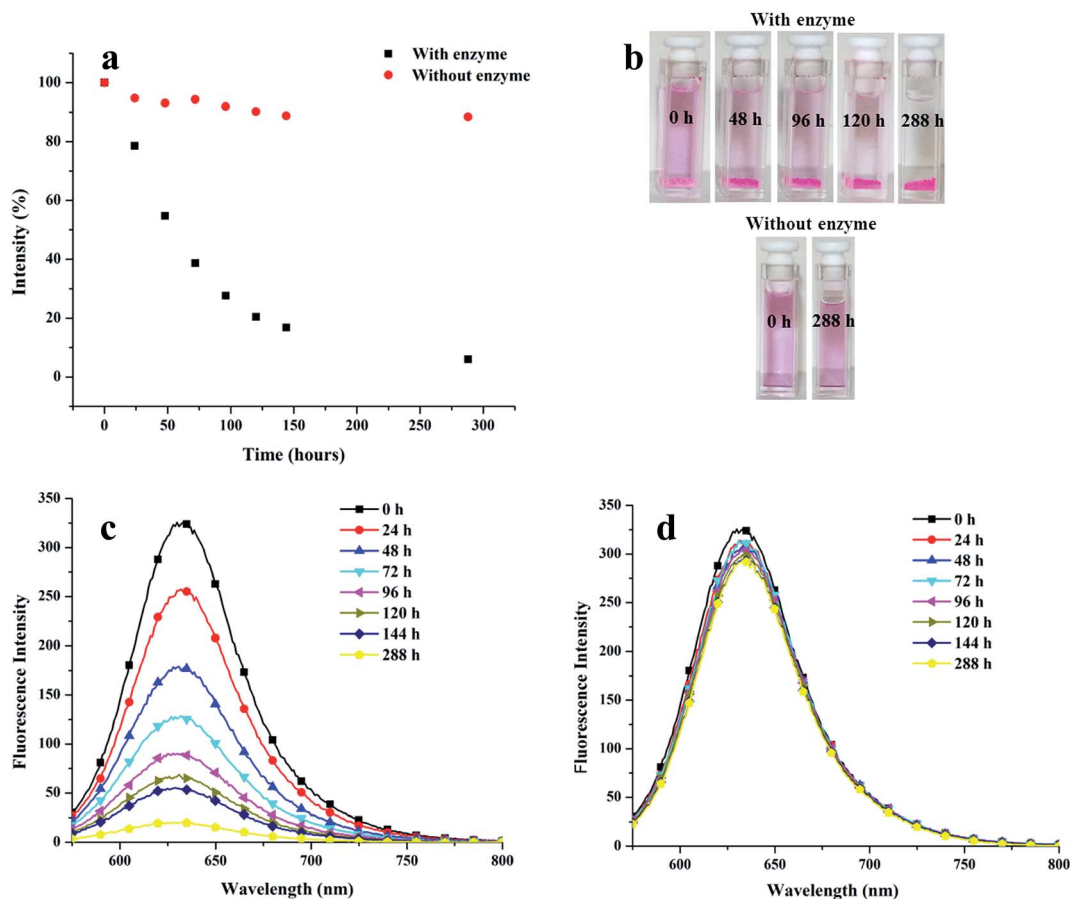 a
With enzyme
Without enzyme
100
80
60
40
20
0
Intensity (%)
0
50
100
150
200
250
300
Time (hours)
b
With enzyme
0 h
48 h
96 h
120 h
288 h
Without enzyme
0 h
288 h
c
0 h
24 h
48 h
72 h
96 h
120 h
144 h
288 h
350
300
250
200
150
100
50
0
Fluorescence Intensity
600
650
700
750
800
Wavelength (nm)
d
0 h
24 h
48 h
72 h
96 h
120 h
144 h
288 h
350
300
250
200
150
100
50
0
Fluorescence Intensity
600
650
700
750
800
Wavelength (nm)